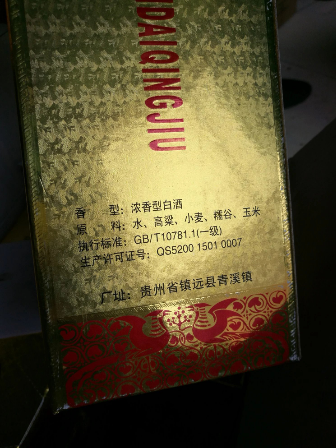 DAIQINGJIU
香 型：浓香型白酒
原 料：水、高粱、小麦、糯谷、玉米
执行标准：GB/T10781.1(一级)
生产许可证号：QS5200 1501 0007
厂址：贵州省镇远县青溪镇